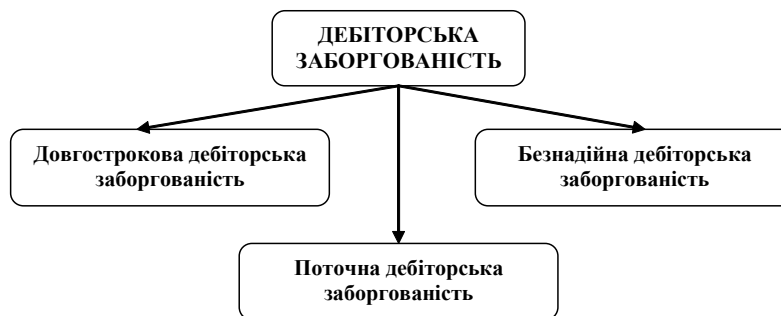 ДЕБІТОРСЬКА
ЗАБОРГОВАНІСТЬ
Довгострокова дебіторська
заборгованість
Безнадійна дебіторська
заборгованість
Поточна дебіторська
заборгованість